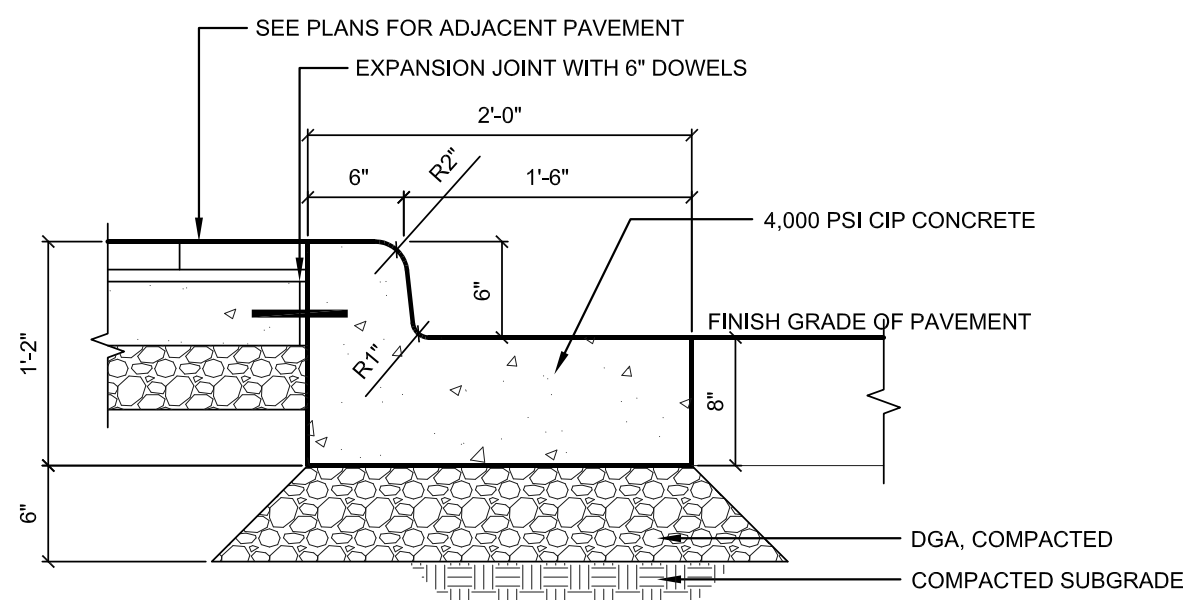 SEE PLANS FOR ADJACENT PAVEMENT
EXPANSION JOINT WITH 6" DOWELS
2'-0"
6"
R2"
1'-6"
4,000 PSI CIP CONCRETE
6"
FINISH GRADE OF PAVEMENT
1'-2"
R1"
8"
6"
DGA, COMPACTED
COMPACTED SUBGRADE